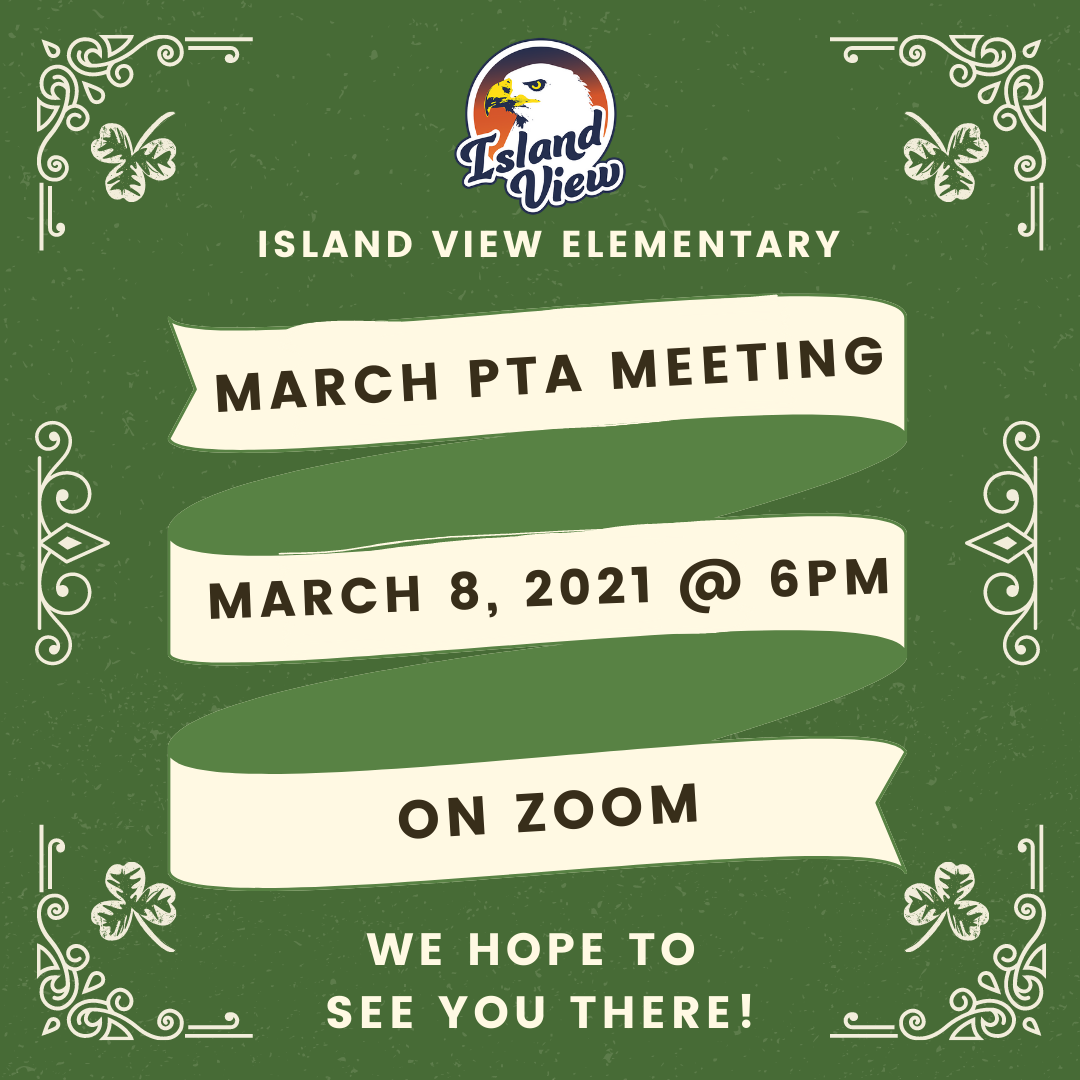 Island
View
ISLAND VIEW ELEMENTARY
MARCH PTA MEETING
MARCH 8, 2021 @ 6PM
ON ZOOM
WE HOPE TO
SEE YOU THERE!